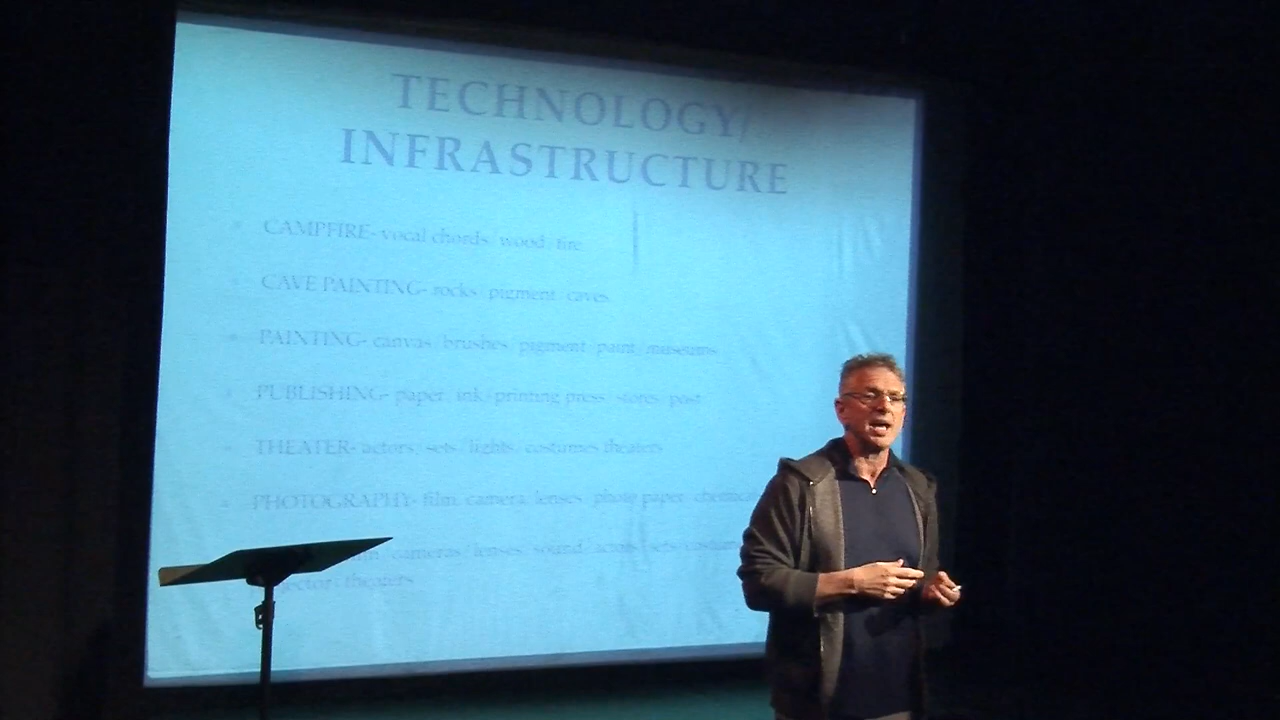 TECHNOLOGY/
INFRASTRUCTURE
CAMPFIRE- vocal chords/ wood/ fire
CAVE PAINTING- rocks/ pigment/ caves
PAINTING- canvas/ brushes/ pigment/ paint/ museums
PUBLISHING- paper/ ink/ printing press/ stores/ post
THEATER- actors/ sets/ lights/ costumes theaters
PHOTOGRAPHY- film/ camera/ lenses/ photo paper/
cameras/ lenses/ sound/ actors/ sets/
theaters